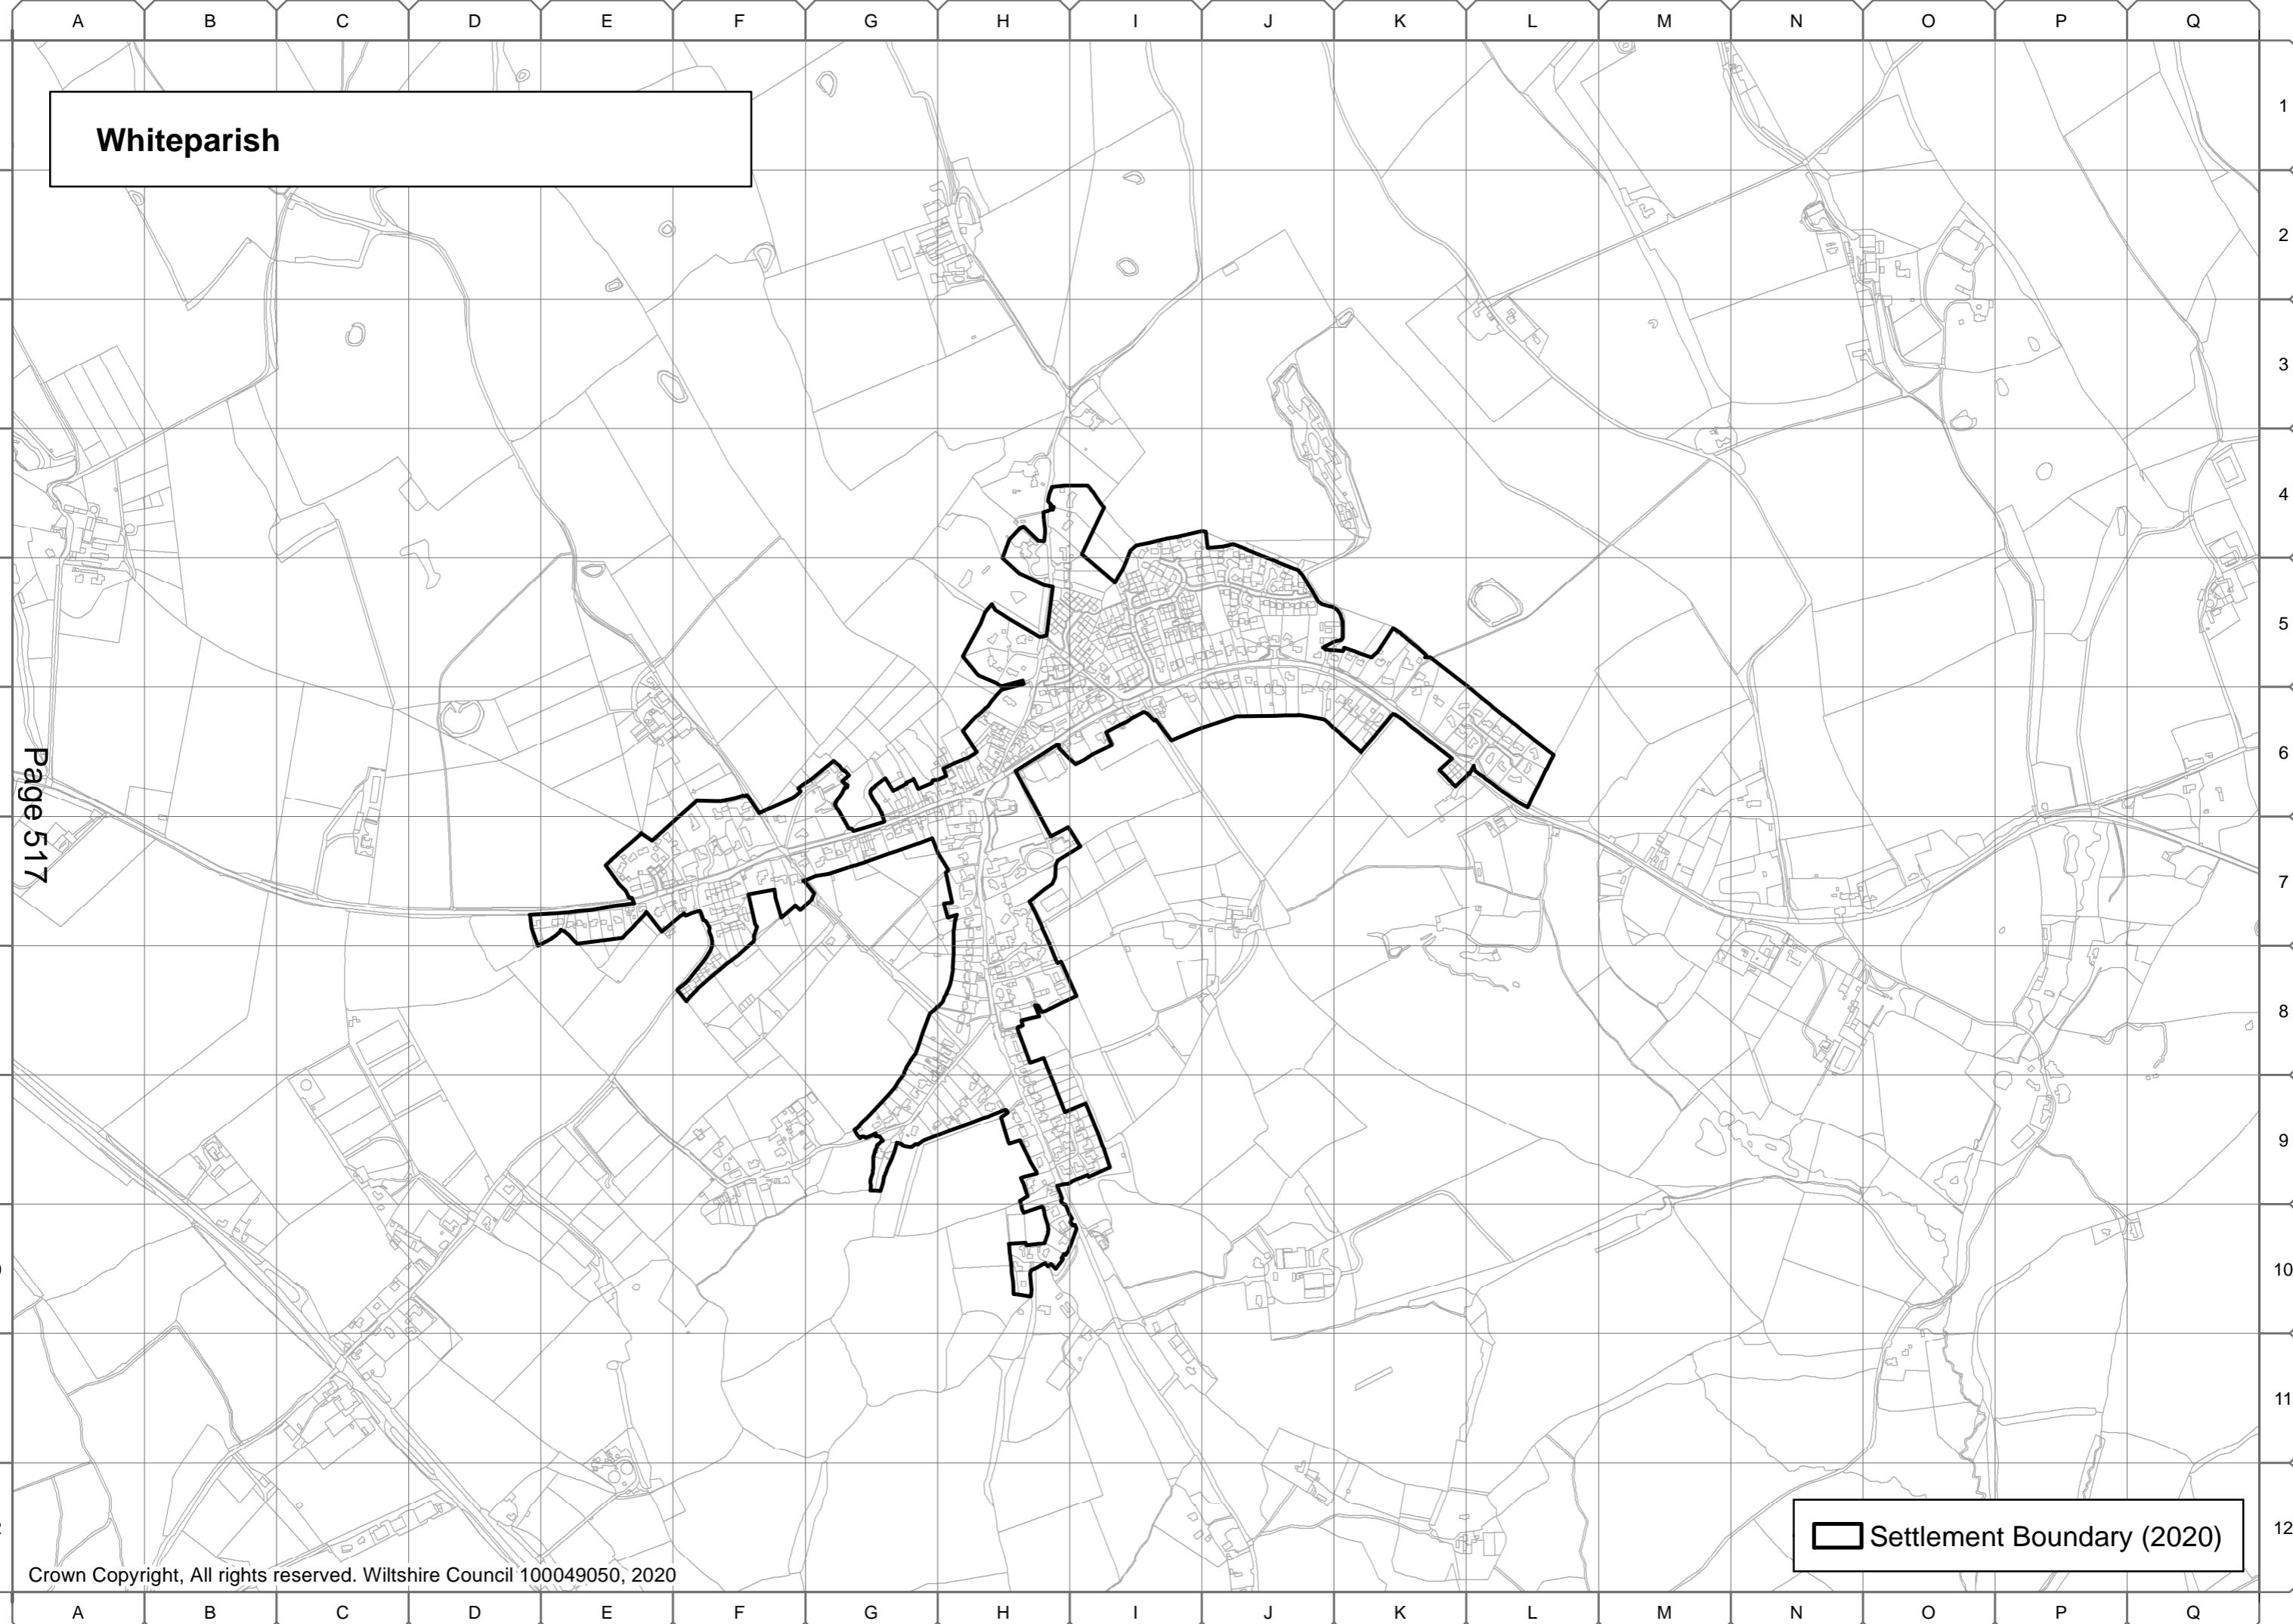 A B C D E F G H I J K L M N O P Q
Whiteparish
1
2
3
4
5
6
7
8
9
10
11
12
Page 517
Settlement Boundary (2020)
Crown Copyright, All rights reserved. Wiltshire Council 100049050, 2020
A B C D E F G H I J K L M N O P Q